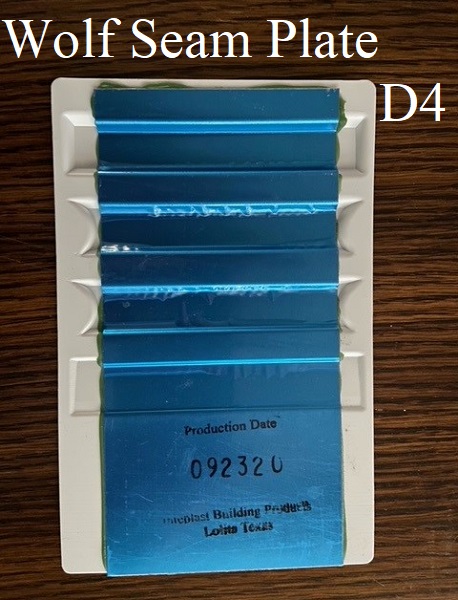 Wolf Seam Plate
D4
Production Date
092320
Building Products
Lolita Texas